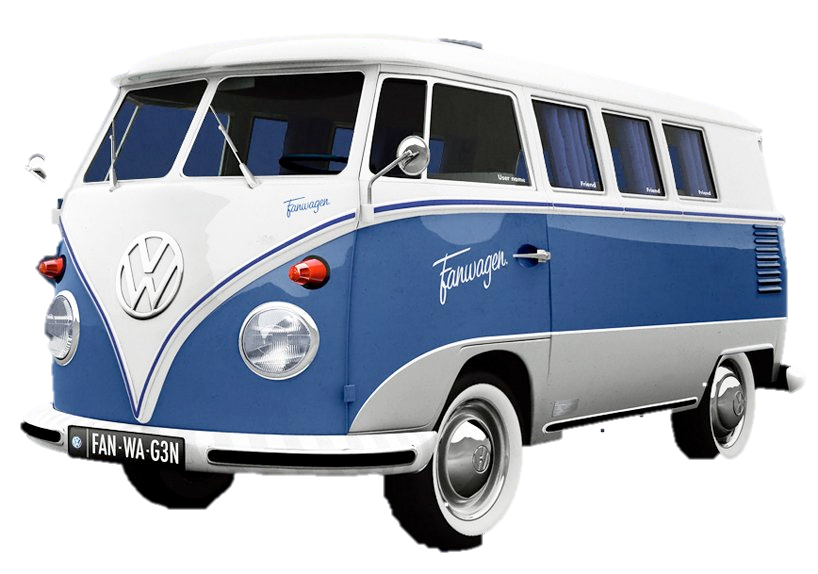 User name
Friend
Friend
Friend
Fanwagen.
Fanwagen.
FAN-WA-G3N